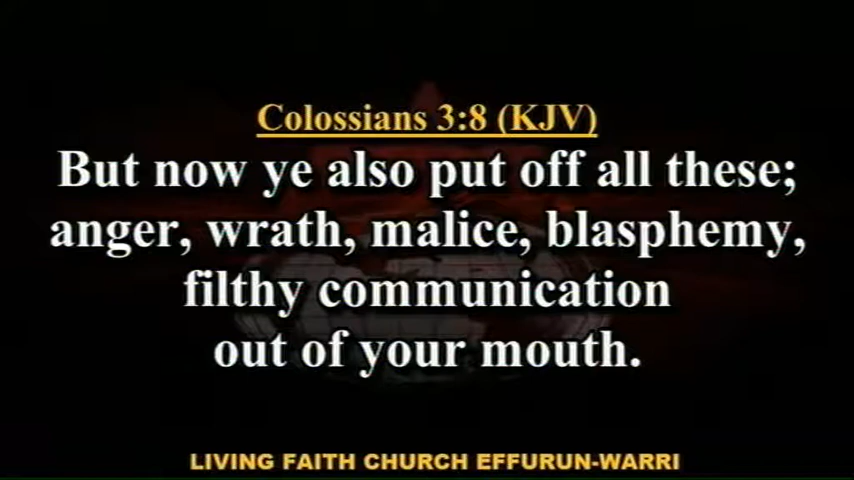 Colossians 3:8 (KJV)
But now ye also put off all these;
anger, wrath, malice, blasphemy,
filthy communication
out of your mouth.
LIVING FAITH CHURCH EFFURUN-WARRI